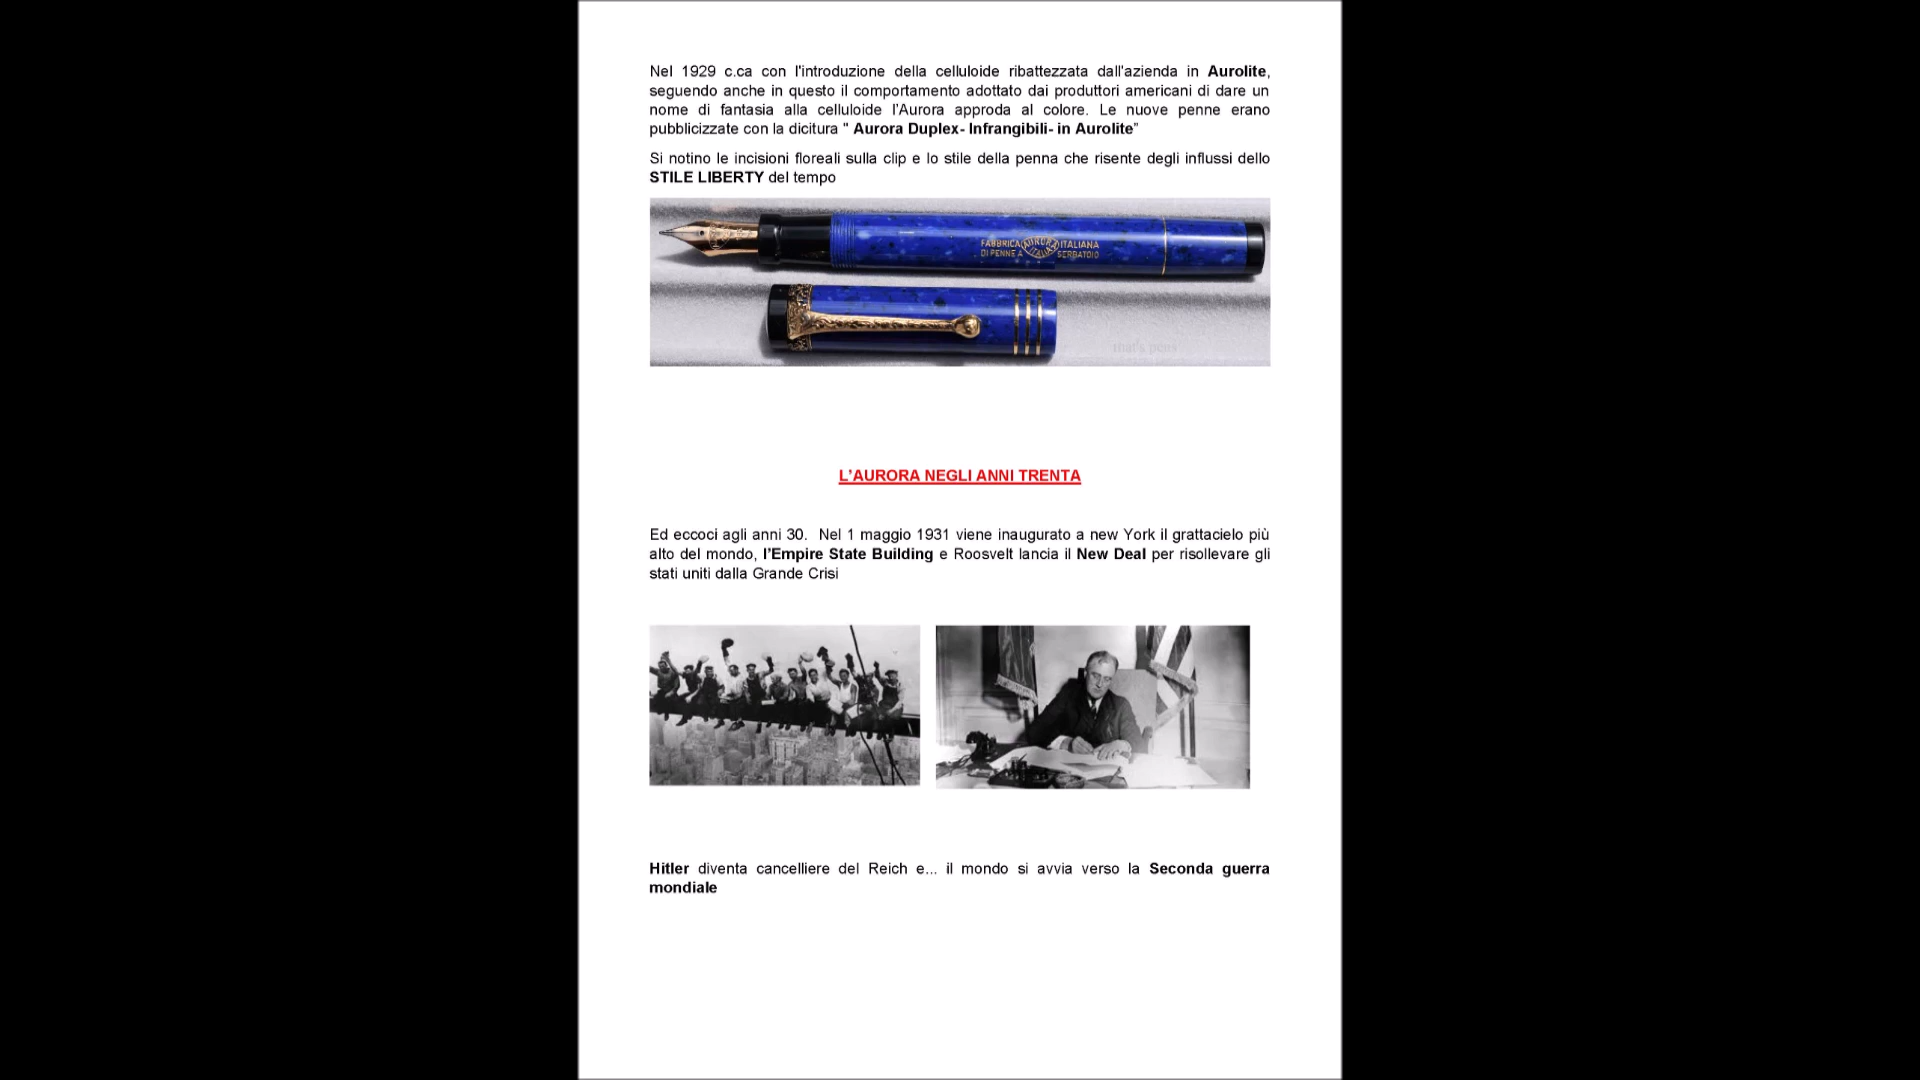 Nel 1929 c.ca con l'introduzione della celluloide ribattezzata dall'azienda in Aurolite,
seguendo anche in questo il comportamento adottato dai produttori americani di dare un
nome di fantasia alla celluloide l’Aurora approda al colore. Le nuove penne erano
pubblicizzate con la dicitura " Aurora Duplex- Infrangibili- in Aurolite”
Si notino le incisioni floreali sulla clip e lo stile della penna che risente degli influssi dello
STILE LIBERTY del tempo
FABBRICA AURORA ITALIANA
DI PENNE A ITALIA SERBATOIO
that's pens
L’AURORA NEGLI ANNI TRENTA
Ed eccoci agli anni 30. Nel 1 maggio 1931 viene inaugurato a new York il grattacielo più
alto del mondo, l’Empire State Building e Roosvelt lancia il New Deal per risollevare gli
stati uniti dalla Grande Crisi
Hitler diventa cancelliere del Reich e... il mondo si avvia verso la Seconda guerra
mondiale